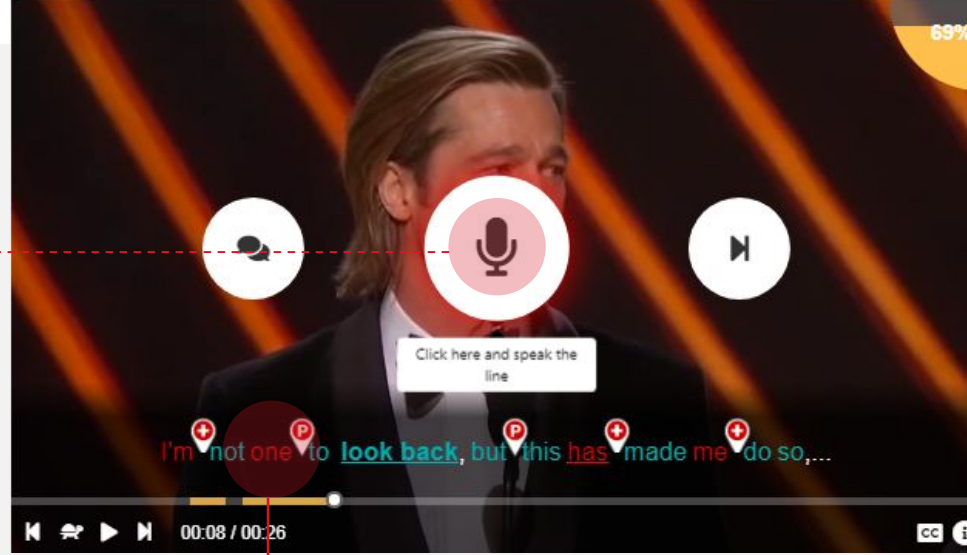 69%
Click here and speak the
line
P P
I'm not one to look back, but this has made me do so,...
00:08 / 00:26
CC i